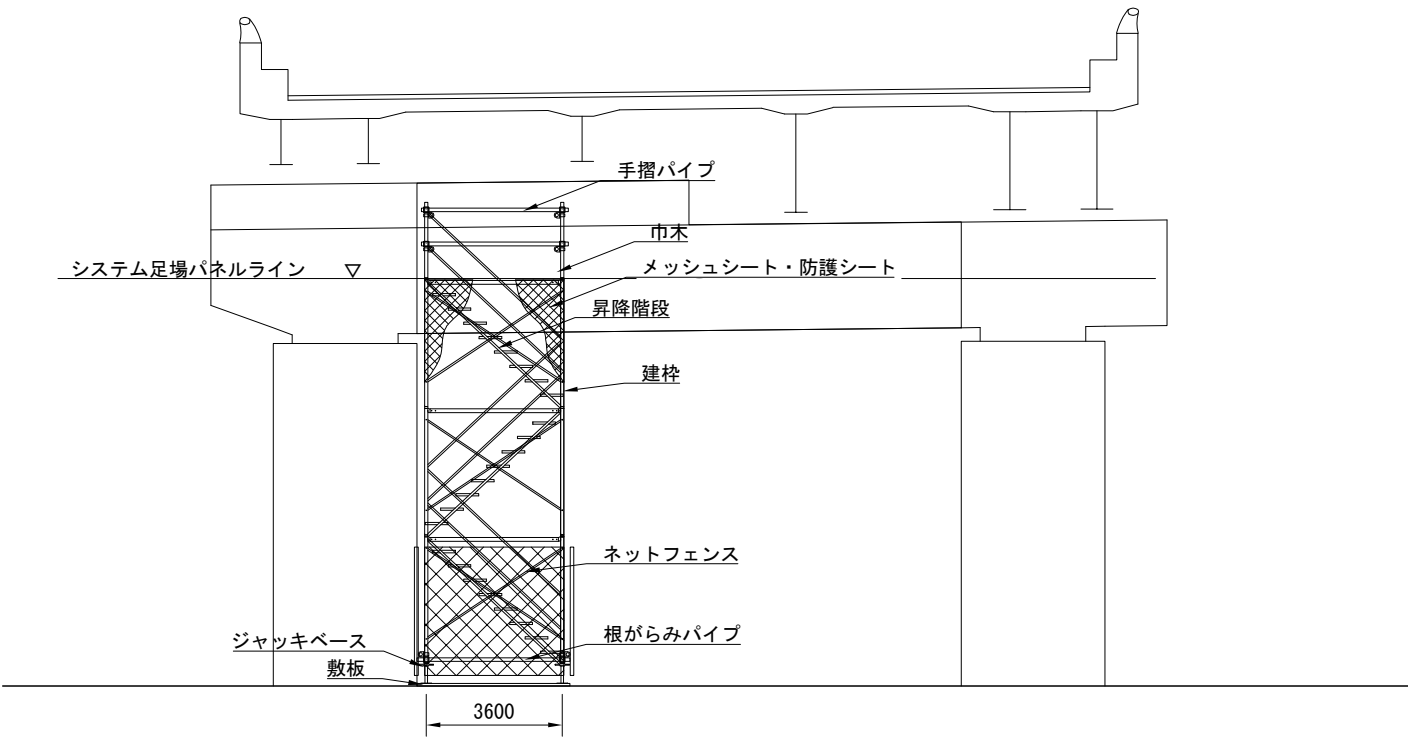 手摺パイプ
巾木
システム足場パネルライン ▽
メッシュシート・防護シート
昇降階段
建枠
ネットフェンス
根がらみパイプ
ジャッキベース
敷板
3600